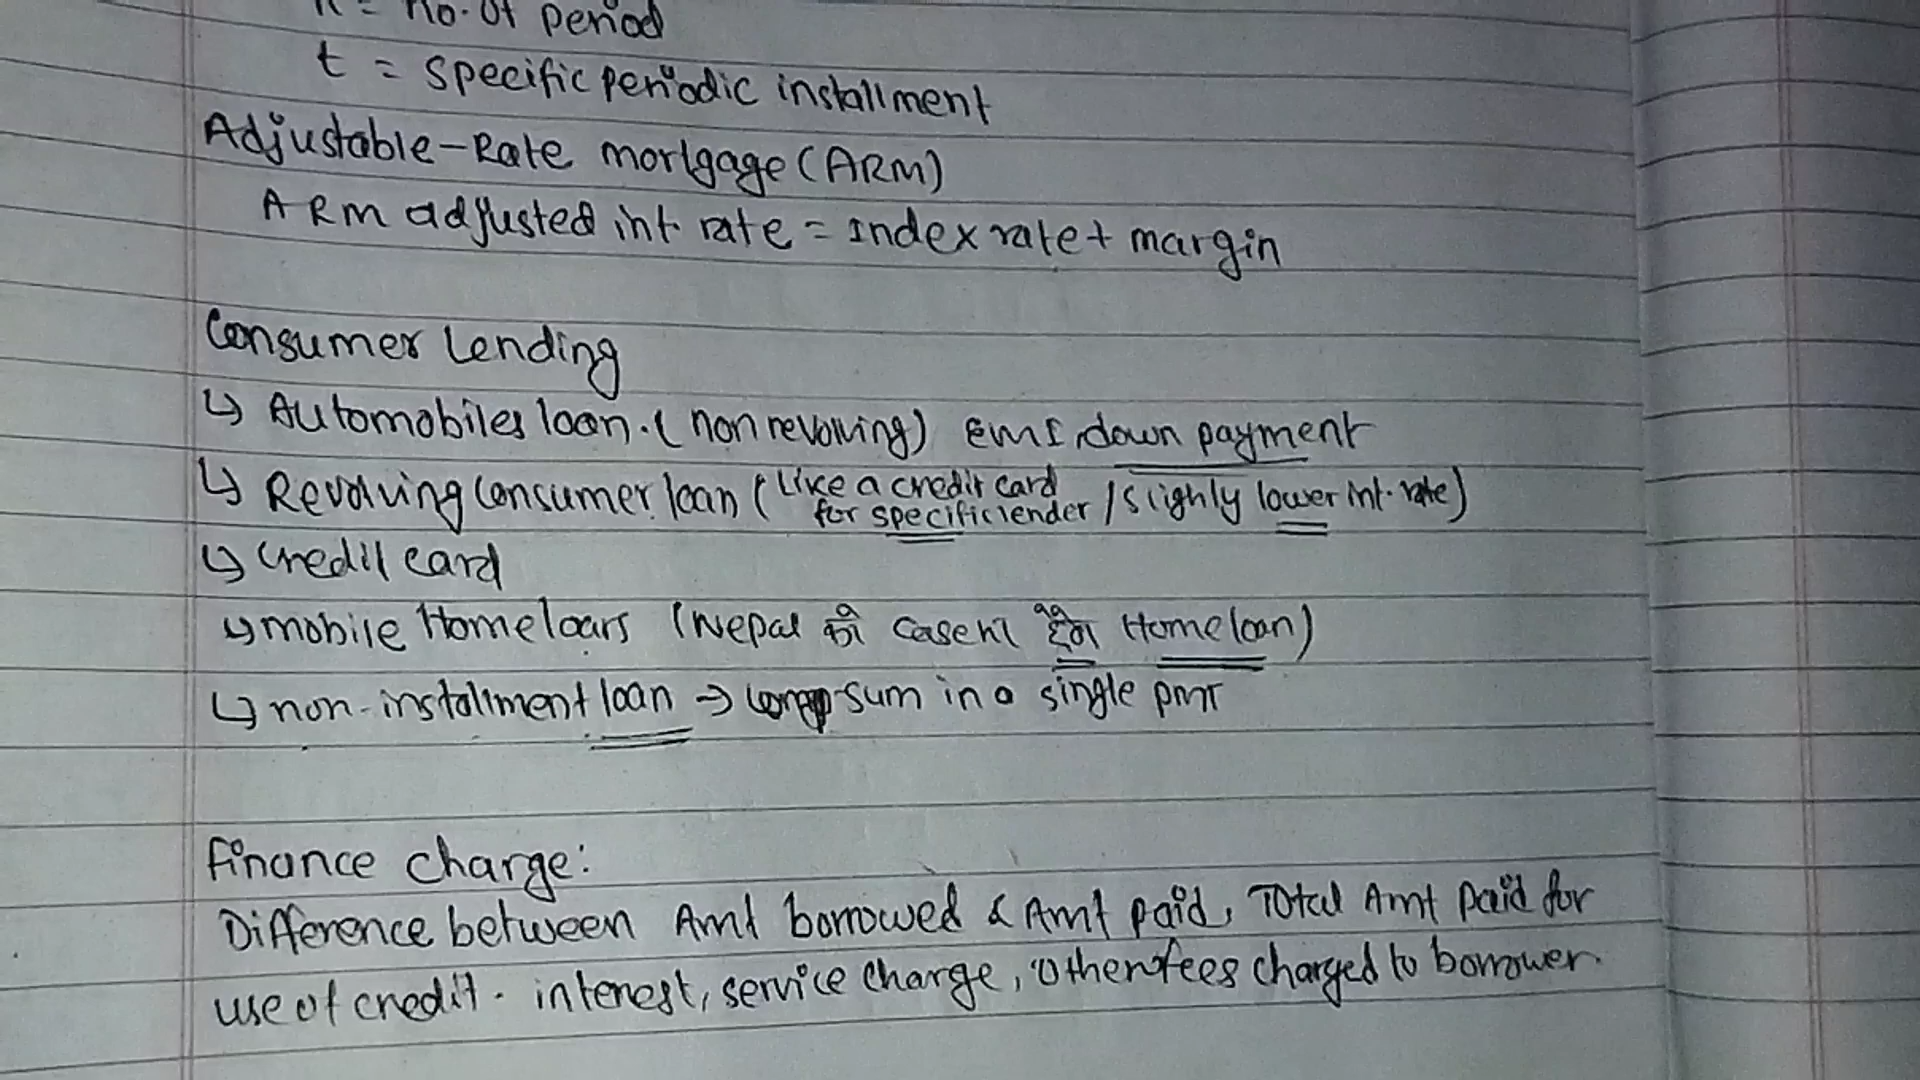 n = no. of period
t = specific periodic installment
Adjustable-Rate mortgage (ARM)
ARM adjusted int. rate = Index rate + margin
Consumer Lending
↳ Automobiles loan. (non revolving) EMI, down payment
↳ Revolving consumer loan (Like a credit card for specific lender / slighly lower int. rate)
↳ Credit card
↳ mobile Home loans (Nepal को case मा Home loan)
↳ non-installment loan → sum in a single pmt
Finance charge:
Difference between Amt borrowed & Amt paid, Total Amt paid for
use of credit. interest, service charge, other fees charged to borrower.